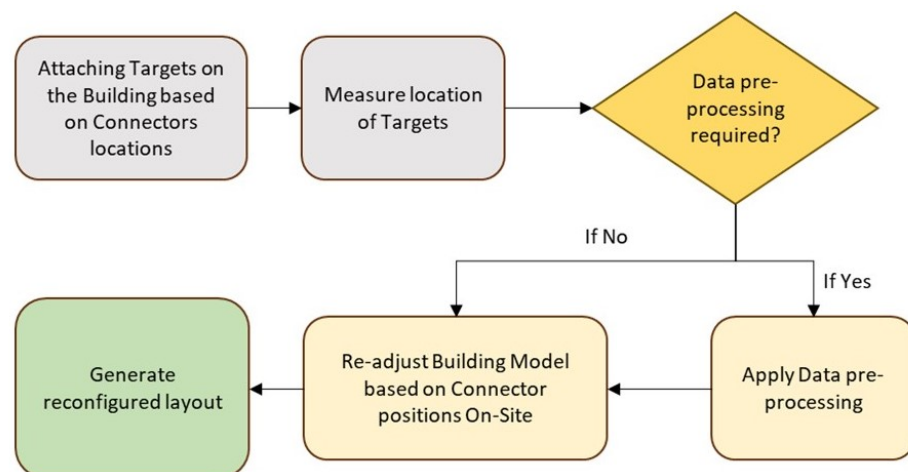 Attaching Targets on
the Building based
on Connectors
locations
Measure location
of Targets
Data pre-
processing
required?
If No
If Yes
Generate
reconfigured layout
Re-adjust Building Model
based on Connector
positions On-Site
Apply Data pre-
processing